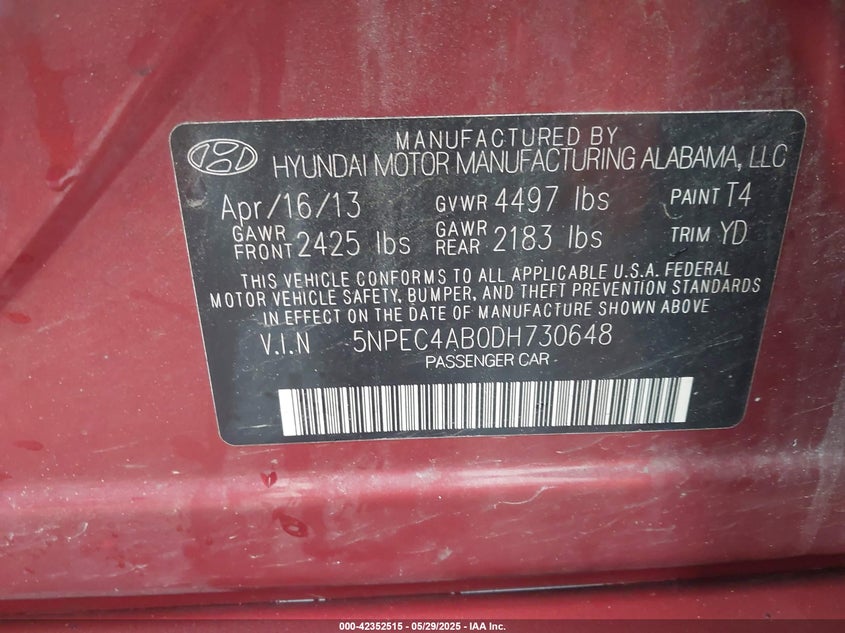 MANUFACTURED BY
HYUNDAI MOTOR MANUFACTURING ALABAMA, LLC
Apr/16/13 GVWR 4497 lbs PAINT T4
GAWR FRONT 2425 lbs GAWR REAR 2183 lbs TRIM YD
THIS VEHICLE CONFORMS TO ALL APPLICABLE U.S.A. FEDERAL
MOTOR VEHICLE SAFETY, BUMPER, AND THEFT PREVENTION STANDARDS
IN EFFECT ON THE DATE OF MANUFACTURE SHOWN ABOVE
V.I.N 5NPEC4AB0DH730648
PASSENGER CAR
000-42352515 - 05/29/2025 - IAA Inc.